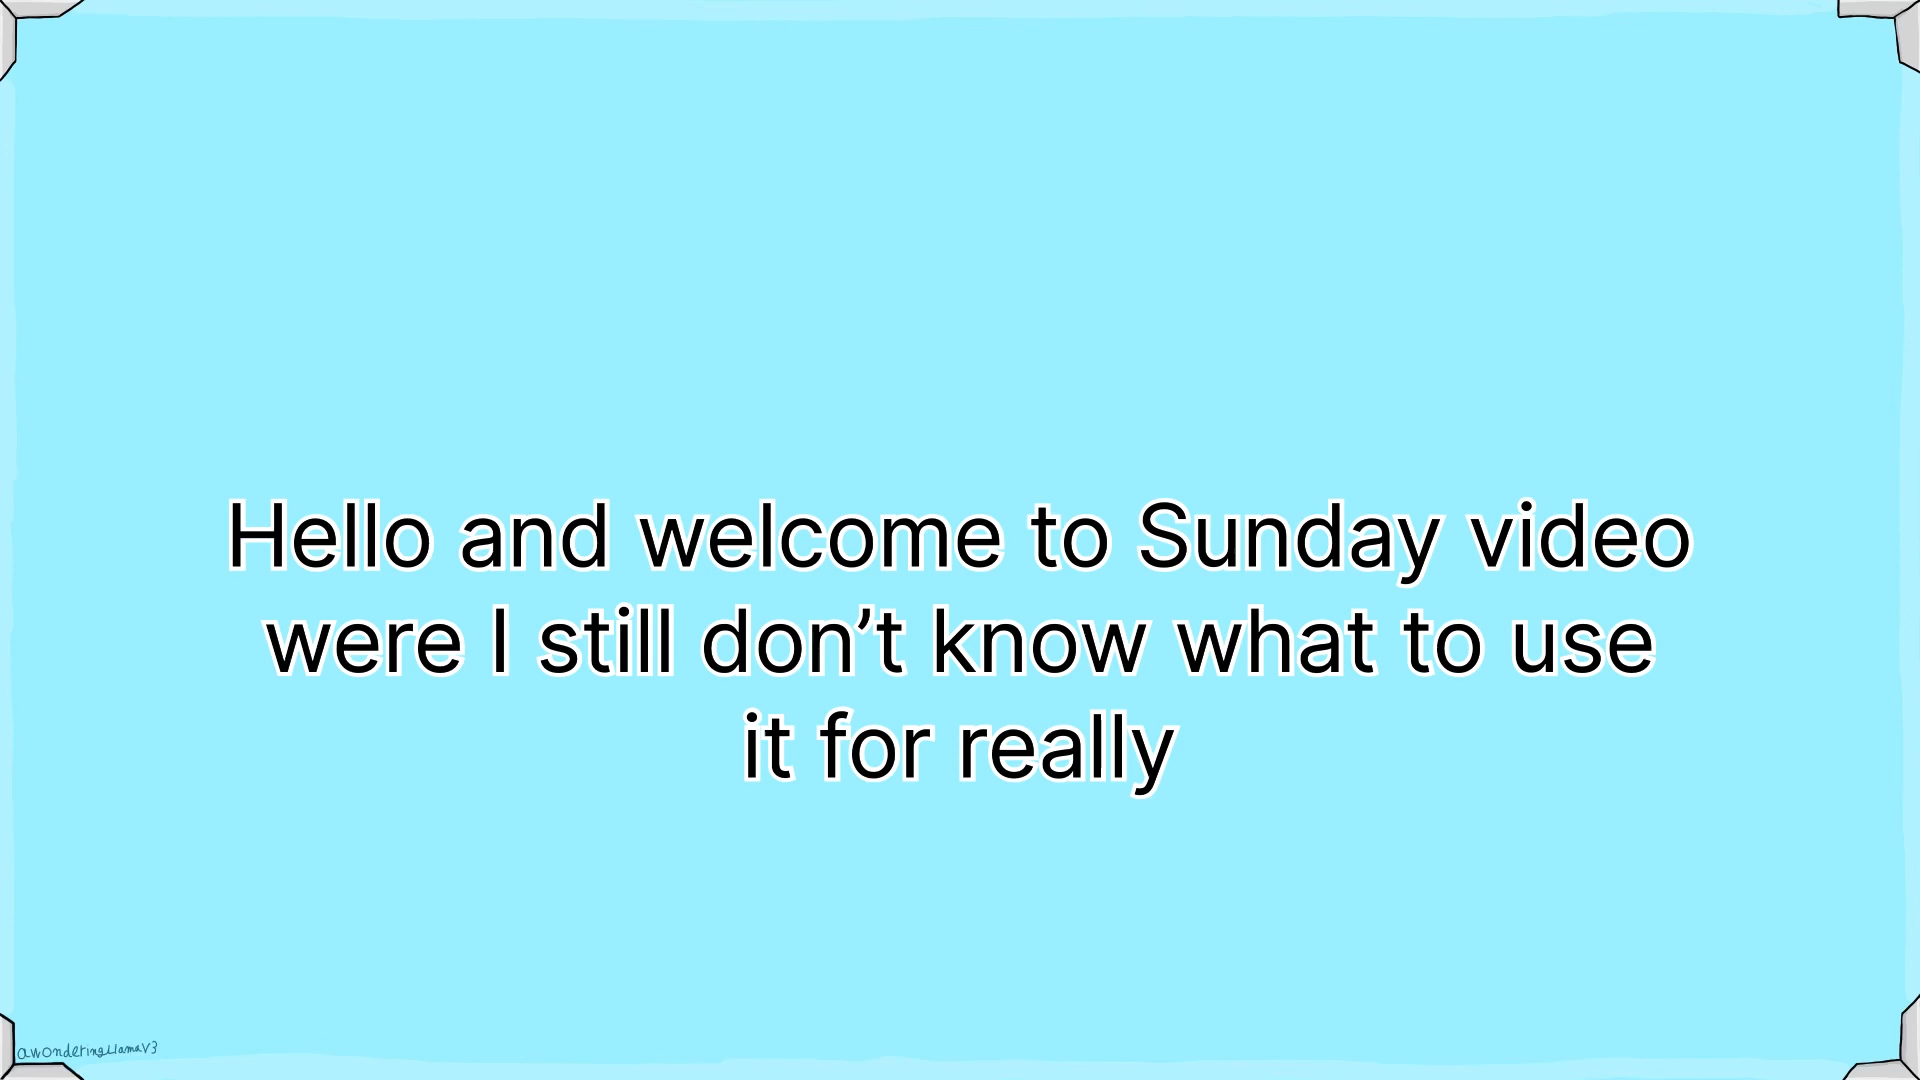 Hello and welcome to Sunday video
were I still don’t know what to use
it for really
awonderingLlamaV3